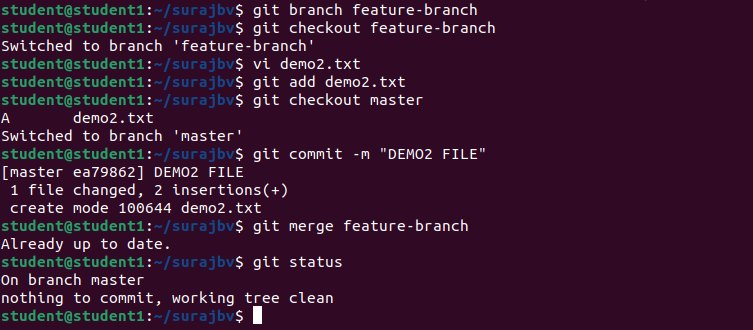 student@student1:~/surajbv$ git branch feature-branch
student@student1:~/surajbv$ git checkout feature-branch
Switched to branch 'feature-branch'
student@student1:~/surajbv$ vi demo2.txt
student@student1:~/surajbv$ git add demo2.txt
student@student1:~/surajbv$ git checkout master
A       demo2.txt
Switched to branch 'master'
student@student1:~/surajbv$ git commit -m "DEMO2 FILE"
[master ea79862] DEMO2 FILE
 1 file changed, 2 insertions(+)
 create mode 100644 demo2.txt
student@student1:~/surajbv$ git merge feature-branch
Already up to date.
student@student1:~/surajbv$ git status
On branch master
nothing to commit, working tree clean
student@student1:~/surajbv$